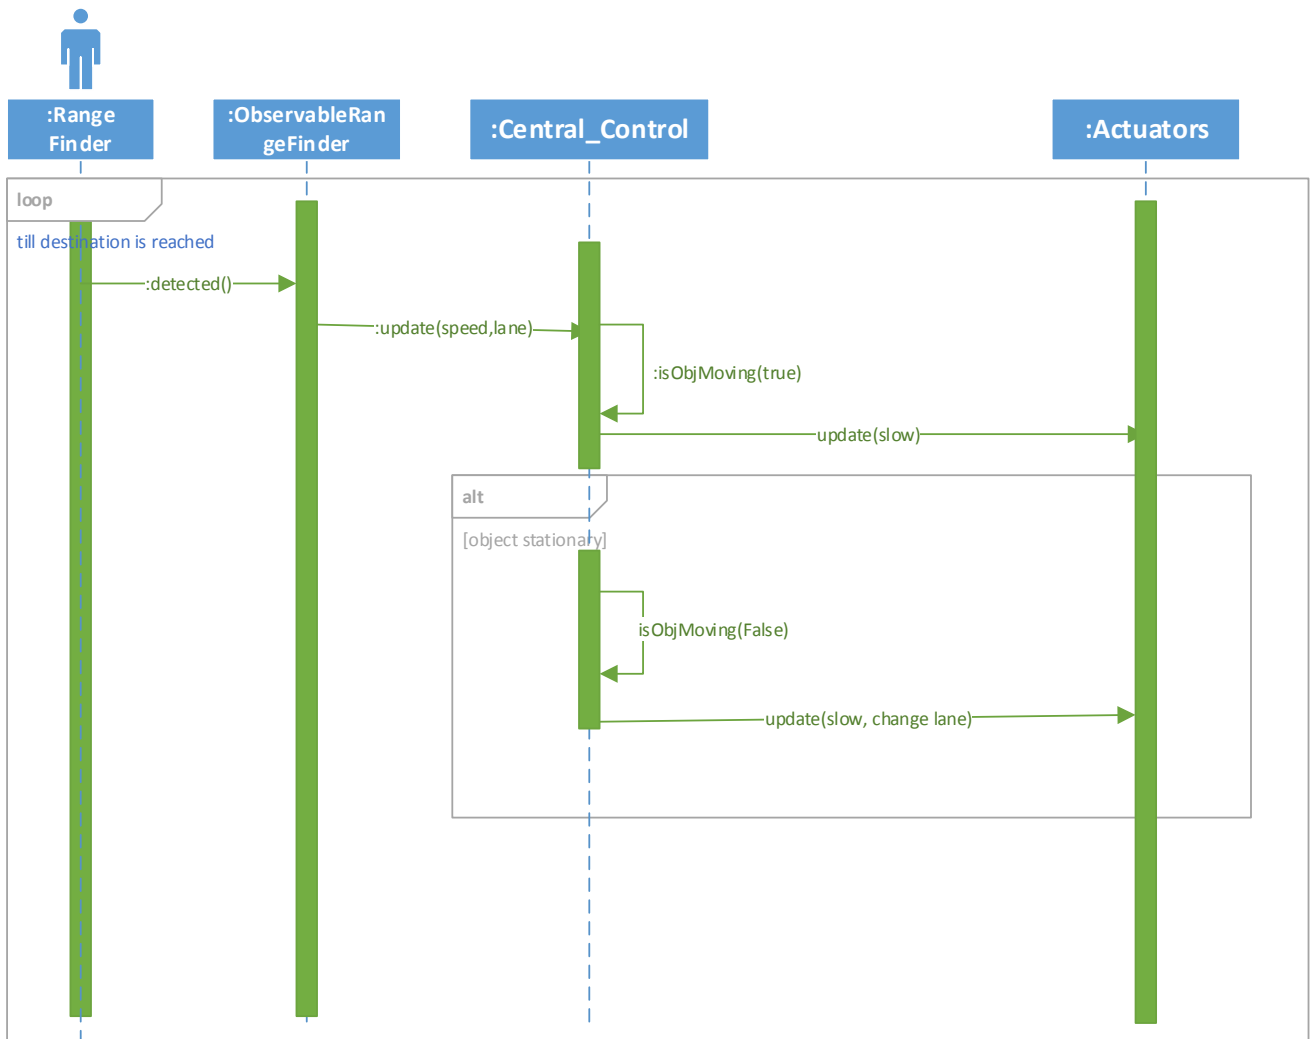 :Range
Finder
:ObservableRan
geFinder
:Central_Control
:Actuators
loop
till destination is reached
:detected()
:update(speed,lane)
:isObjMoving(true)
update(slow)
alt
[object stationary]
isObjMoving(False)
update(slow, change lane)